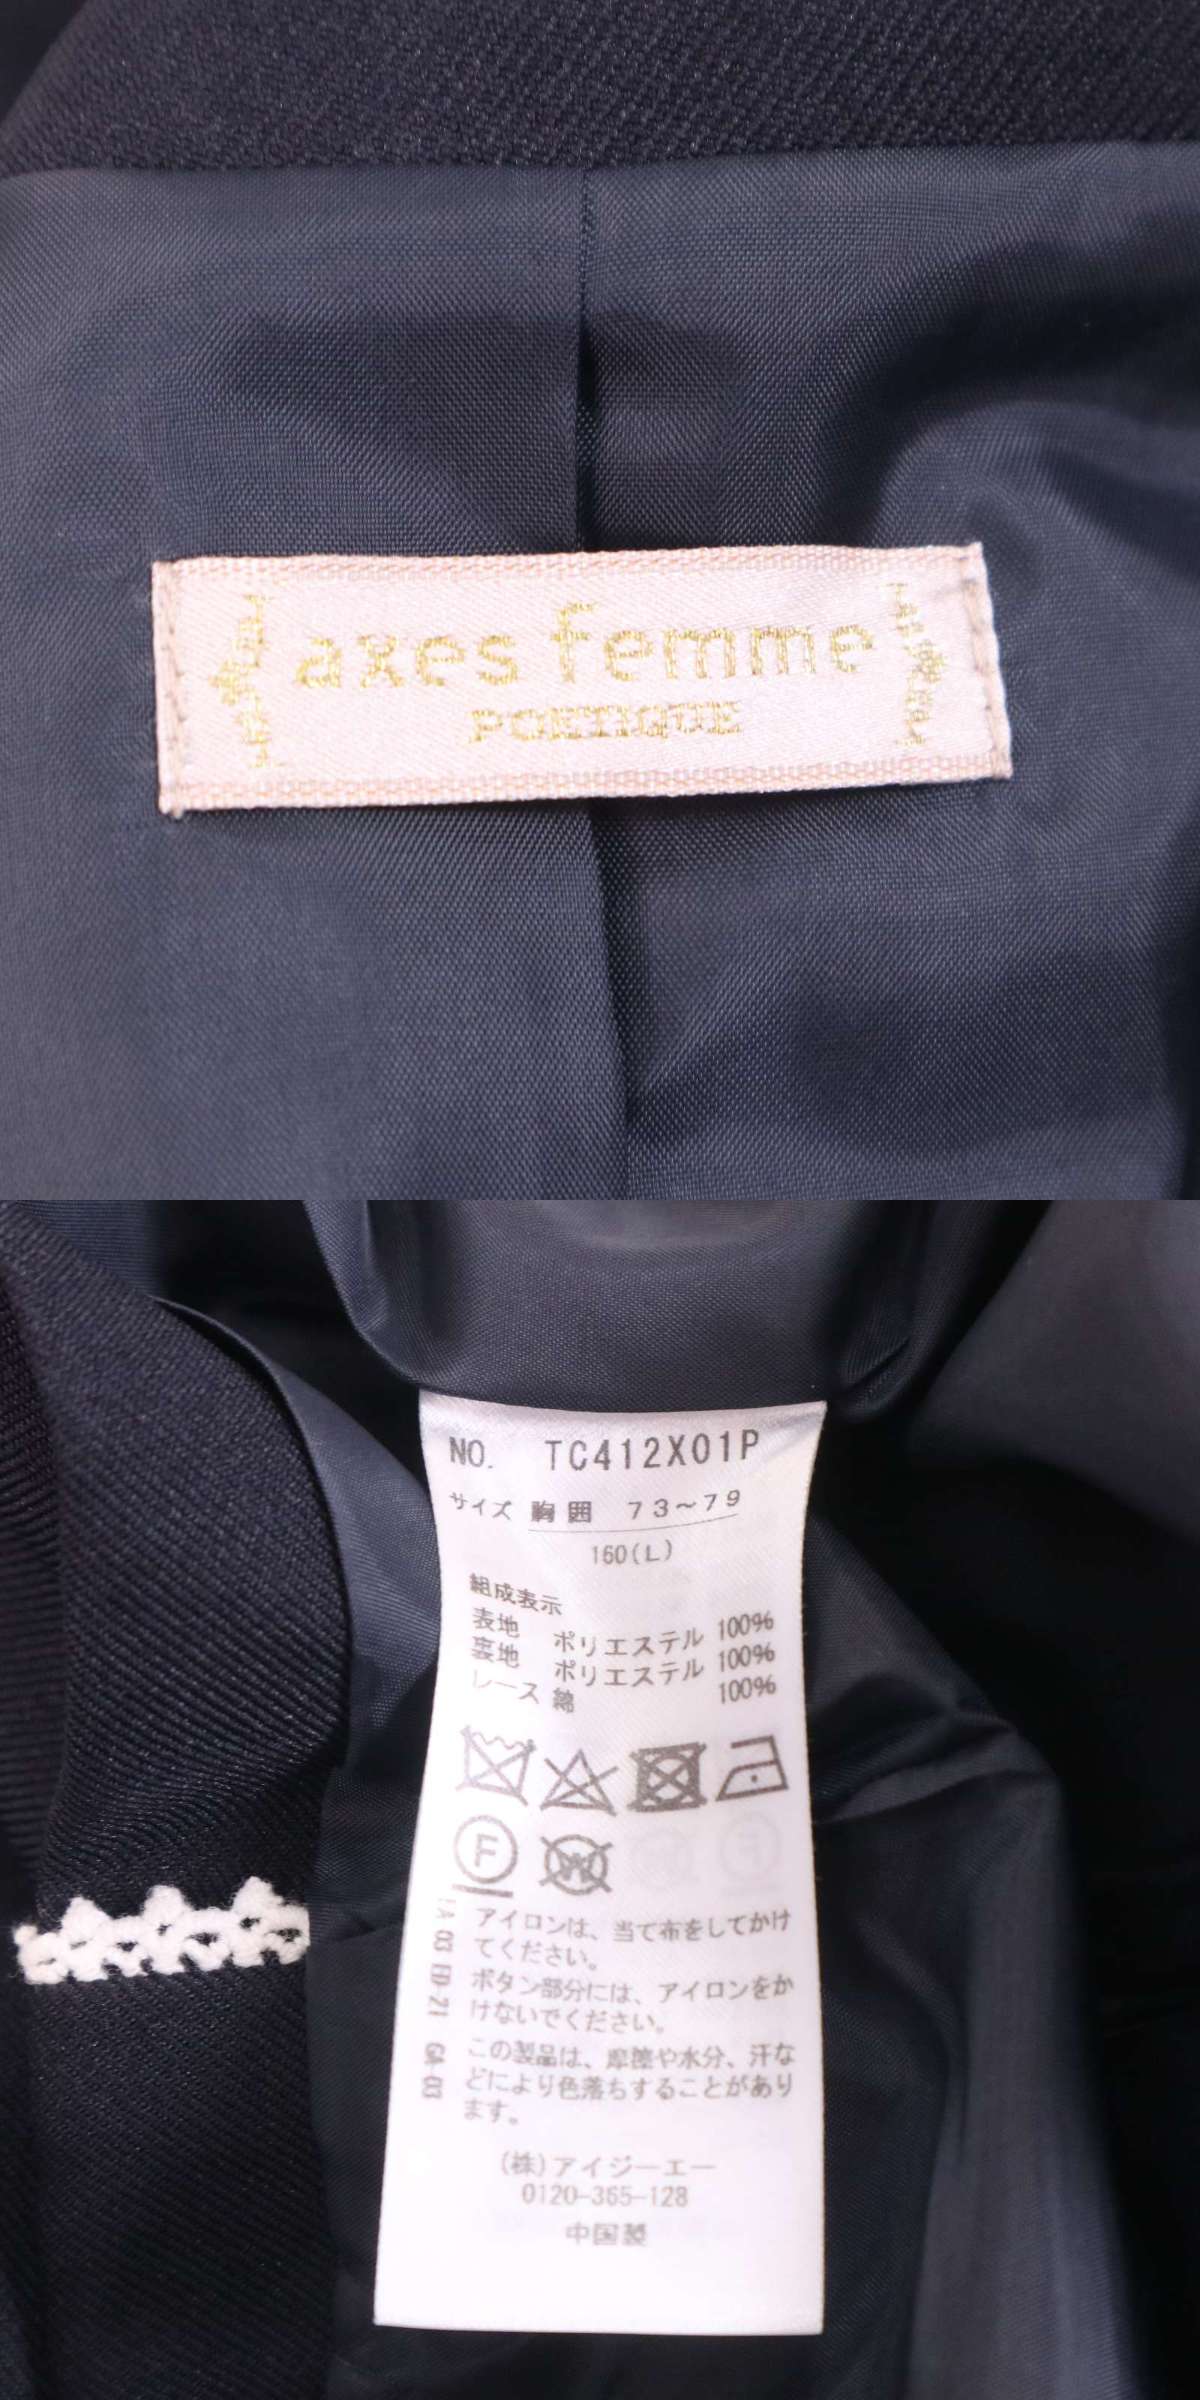 axes femme
POETIQUE
NO. TC412X01P
サイズ 胸囲 73~79
160(L)
組成表示
表地 ポリエステル 100%
裏地 ポリエステル 100%
レース 綿 100%
F
W
アイロンは、当て布をしてかけ
てください。
ボタン部分には、アイロンをか
けないでください。
この製品は、摩擦や水分、汗な
どにより色落ちすることがあり
ます。
(株)アイジーエー
0120-365-128
中国製